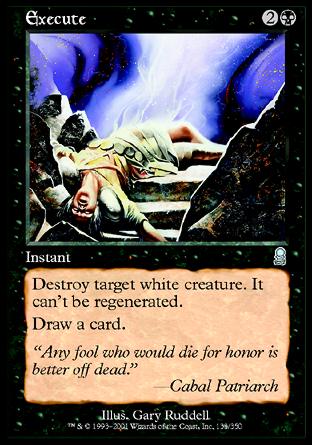 Execute 2
Instant
Destroy target white creature. It
can't be regenerated.
Draw a card.
"Any fool who would die for honor is
better off dead."
—Cabal Patriarch
Illus. Gary Ruddell
™ & © 1993–2001 Wizards of the Coast, Inc.